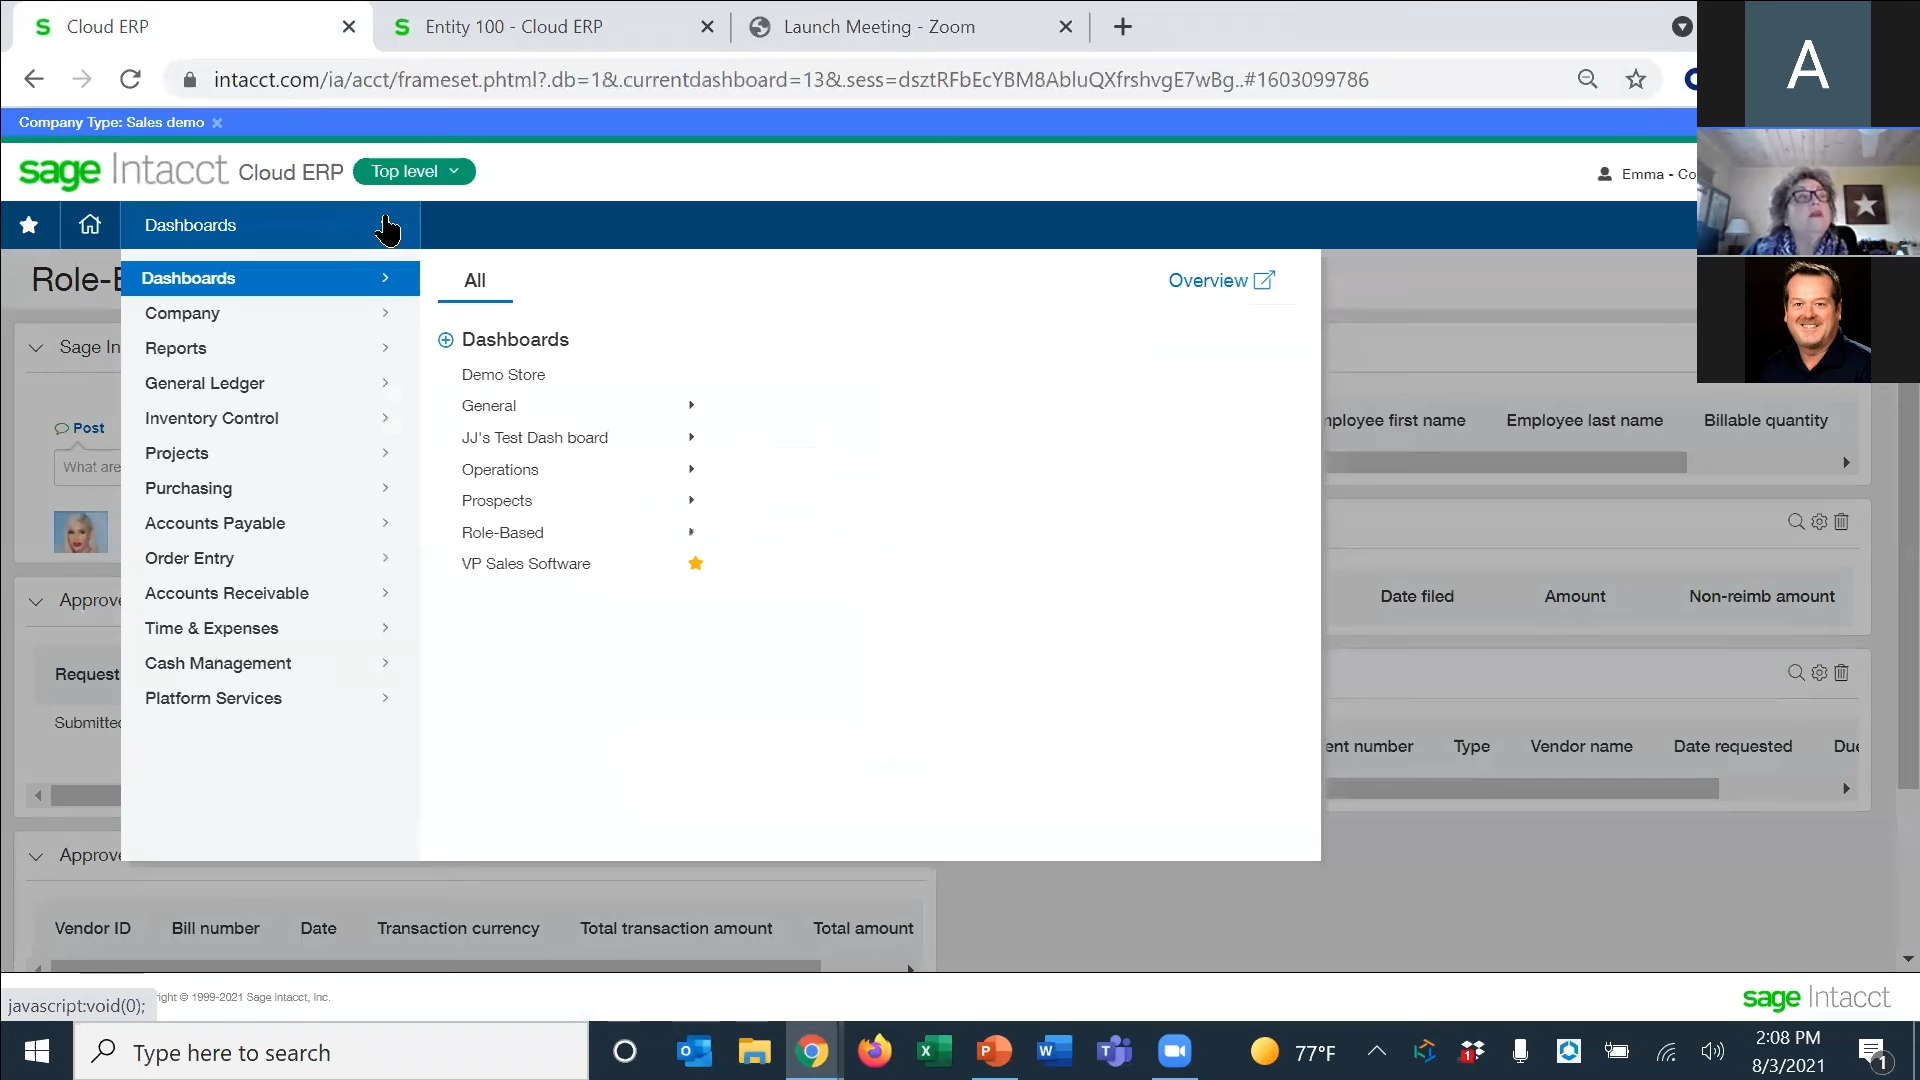 Cloud ERP
Entity 100 - Cloud ERP
Launch Meeting - Zoom
intacct.com/ia/acct/frameset.phtml?.db=1&.currentdashboard=13&.sess=dsztRFbEcYBM8AbluQXfrshvgE7wBg..#1603099786
A
Company Type: Sales demo
sage Intacct Cloud ERP Top level
Emma - Co
Dashboards
Role-
Dashboards
Company
Reports
General Ledger
Inventory Control
Projects
Purchasing
Accounts Payable
Order Entry
Accounts Receivable
Time & Expenses
Cash Management
Platform Services
All
Overview
Dashboards
Demo Store
General
JJ's Test Dash board
Operations
Prospects
Role-Based
VP Sales Software
Sage In
Post
What are
Approve
Request
Submitted
Approve
Vendor ID Bill number Date Transaction currency Total transaction amount Total amount
ployee first name Employee last name Billable quantity
Date filed Amount Non-reimb amount
ent number Type Vendor name Date requested Due
javascript:void(0);
ight © 1999-2021 Sage Intacct, Inc.
sage Intacct
Type here to search
77°F
1
2:08 PM
8/3/2021
1